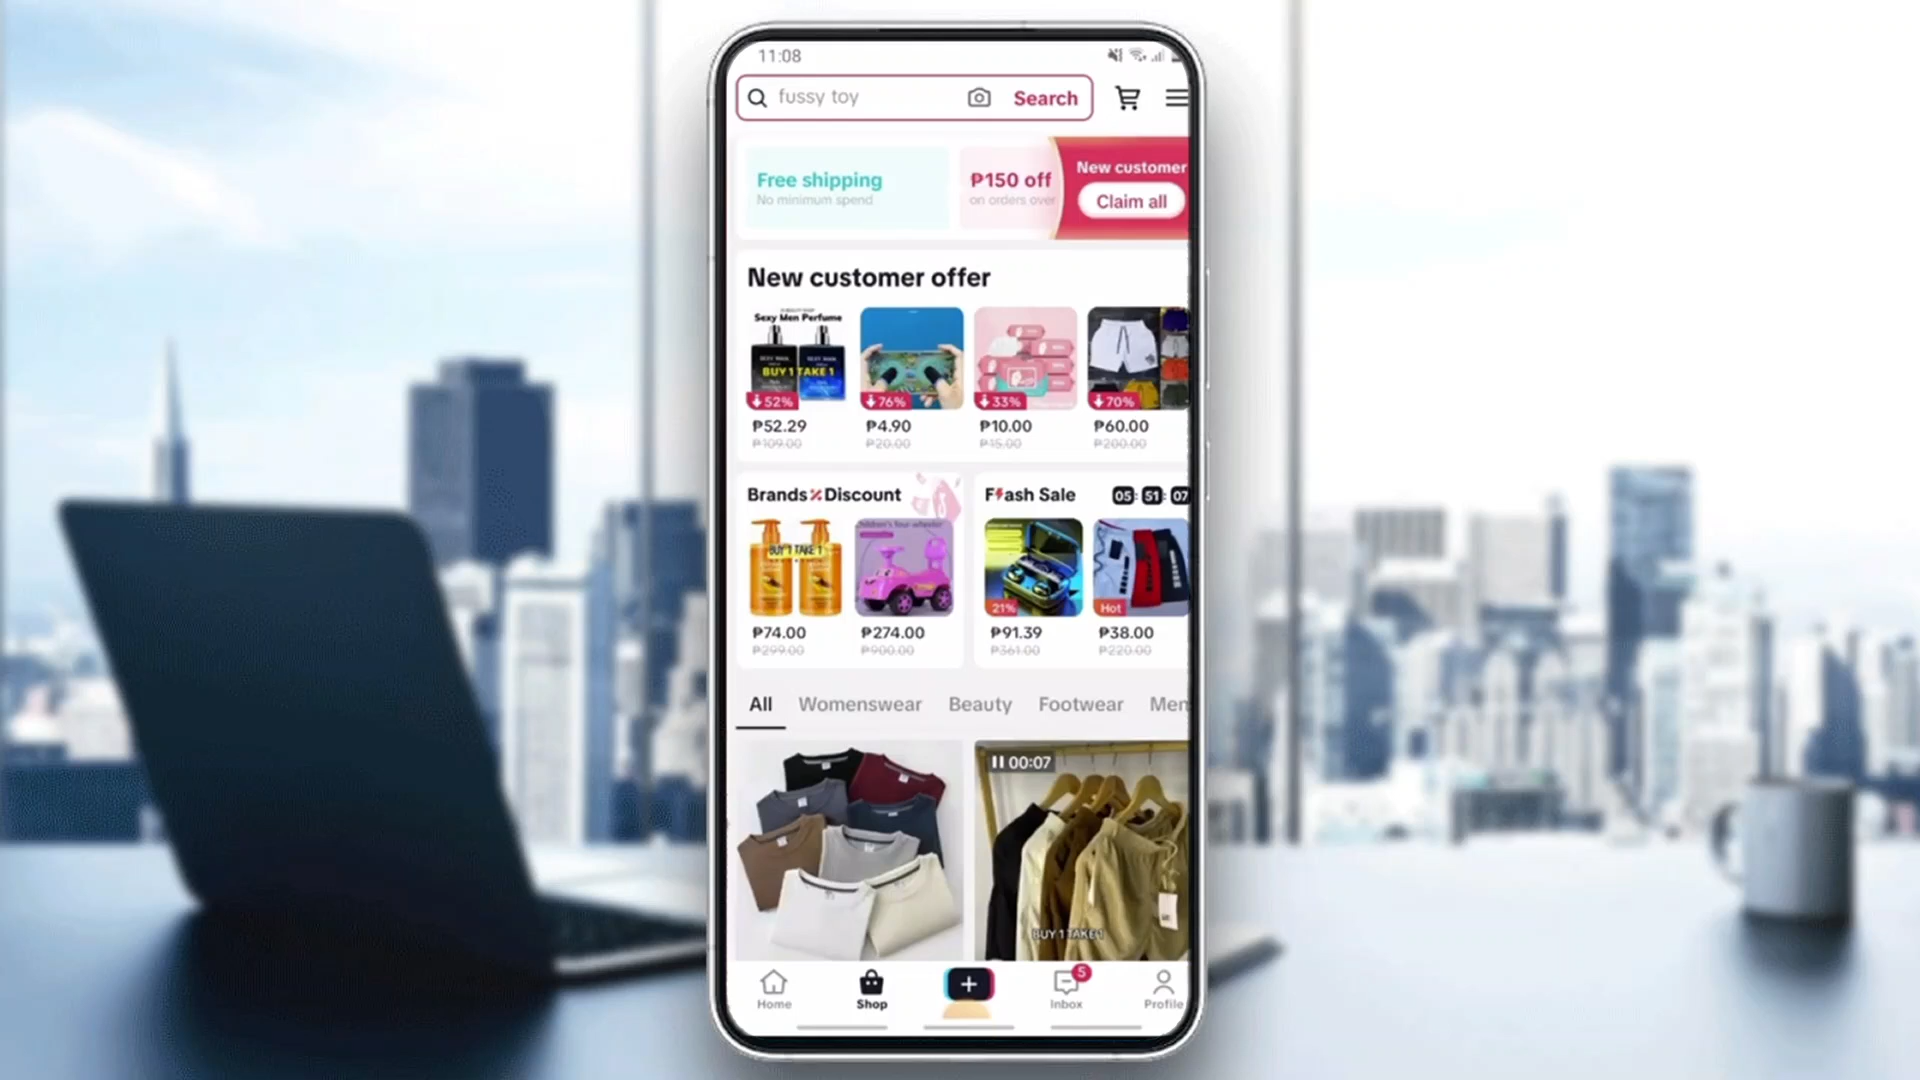 11:08
fussy toy
Search
Free shipping
No minimum spend
₱150 off
on orders over
New customer
Claim all
New customer offer
Sexy Men Perfume
BUY 1 TAKE 1
52%
76%
33%
70%
₱52.29
₱4.90
₱10.00
₱60.00
₱109.00
₱20.00
₱15.00
₱200.00
Brands Discount
Flash Sale
05 51 07
BUY 1 TAKE 1
children's four-wheeler
21%
Hot
₱74.00
₱274.00
₱91.39
₱38.00
₱299.00
₱900.00
₱361.00
₱220.00
All
Womenswear
Beauty
Footwear
Men
00:07
BUY 1 TAKE 1
Home
Shop
5
Inbox
Profile